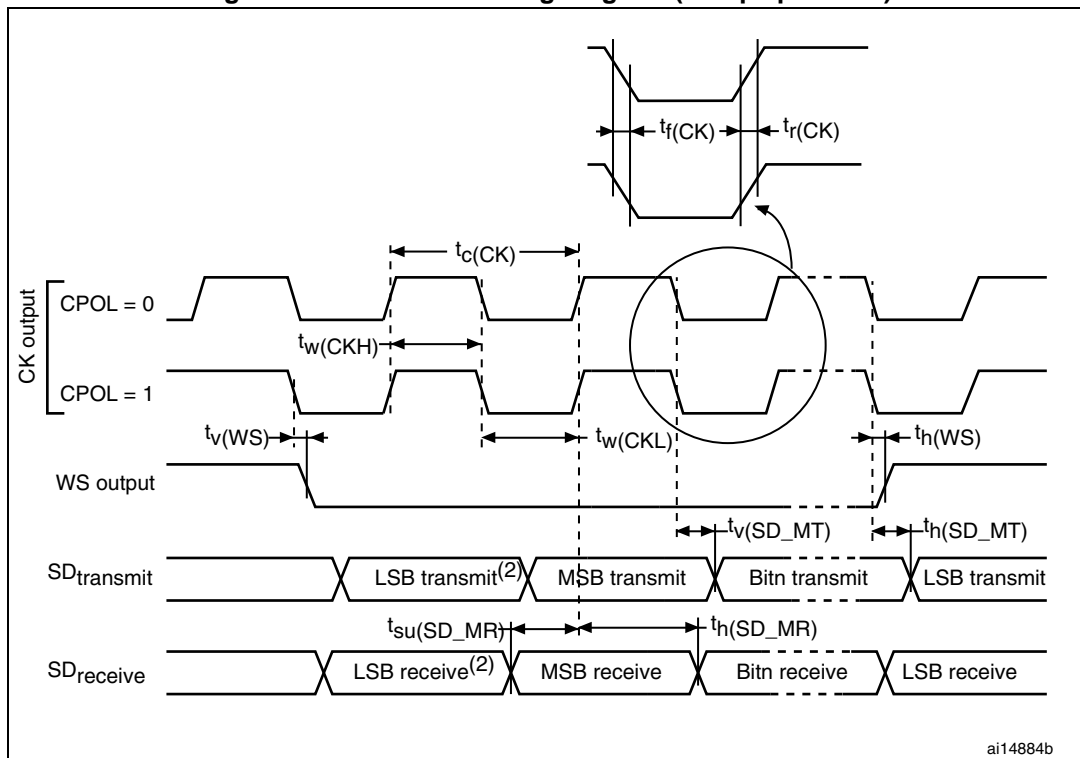 tf(CK)
tr(CK)
tc(CK)
CK output
CPOL = 0
tw(CKH)
CPOL = 1
tv(WS)
tw(CKL)
th(WS)
WS output
tv(SD_MT)
th(SD_MT)
SDtransmit
LSB transmit(2)
MSB transmit
Bitn transmit
LSB transmit
tsu(SD_MR)
th(SD_MR)
SDreceive
LSB receive(2)
MSB receive
Bitn receive
LSB receive
ai14884b